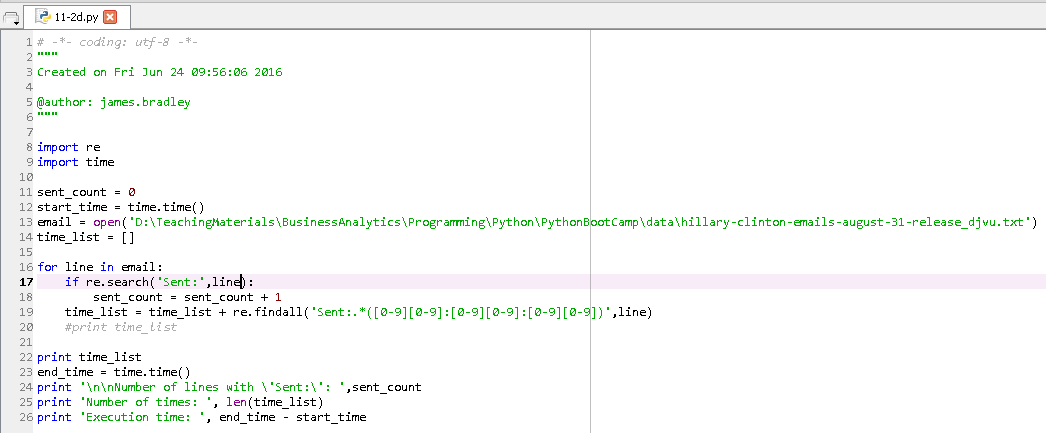 11-2d.py
1 # -*- coding: utf-8 -*-
2 """
3 Created on Fri Jun 24 09:56:06 2016
4
5 @author: james.bradley
6 """
7
8 import re
9 import time
10
11 sent_count = 0
12 start_time = time.time()
13 email = open('D:\TeachingMaterials\BusinessAnalytics\Programming\Python\PythonBootCamp\data\hillary-clinton-emails-august-31-release_djvu.txt')
14 time_list = []
15
16 for line in email:
17     if re.search('Sent:',line):
18         sent_count = sent_count + 1
19     time_list = time_list + re.findall('Sent:.*([0-9][0-9]:[0-9][0-9]:[0-9][0-9])',line)
20     #print time_list
21
22 print time_list
23 end_time = time.time()
24 print '\n\nNumber of lines with \'Sent:\': ',sent_count
25 print 'Number of times: ', len(time_list)
26 print 'Execution time: ', end_time - start_time